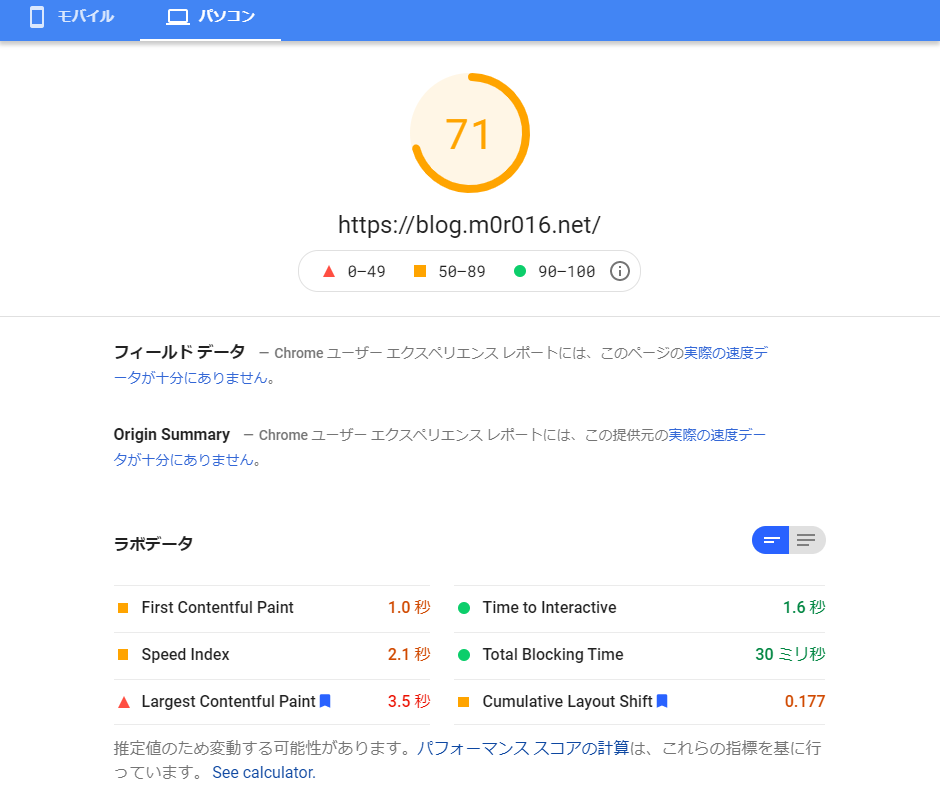 モバイル パソコン
71
https://blog.m0r016.net/
0–49 50–89 90–100
フィールド データ — Chrome ユーザー エクスペリエンス レポートには、このページの実際の速度デ
ータが十分にありません。
Origin Summary — Chrome ユーザー エクスペリエンス レポートには、この提供元の実際の速度デー
タが十分にありません。
ラボデータ
First Contentful Paint 1.0 秒 Time to Interactive 1.6 秒
Speed Index 2.1 秒 Total Blocking Time 30 ミリ秒
Largest Contentful Paint 3.5 秒 Cumulative Layout Shift 0.177
推定値のため変動する可能性があります。パフォーマンス スコアの計算は、これらの指標を基に行
っています。 See calculator.